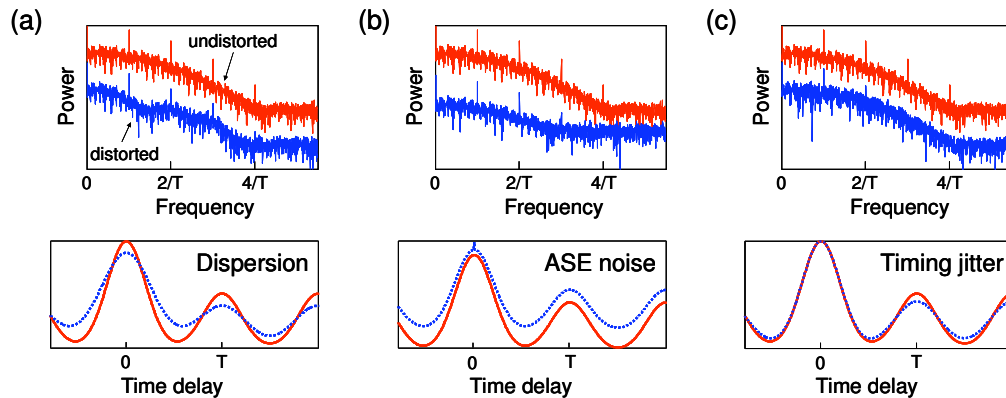 (a)
Power
undistorted
distorted
0
2/T
4/T
Frequency
Dispersion
0
T
Time delay
(b)
Power
0
2/T
4/T
Frequency
ASE noise
0
T
Time delay
(c)
Power
0
2/T
4/T
Frequency
Timing jitter
0
T
Time delay